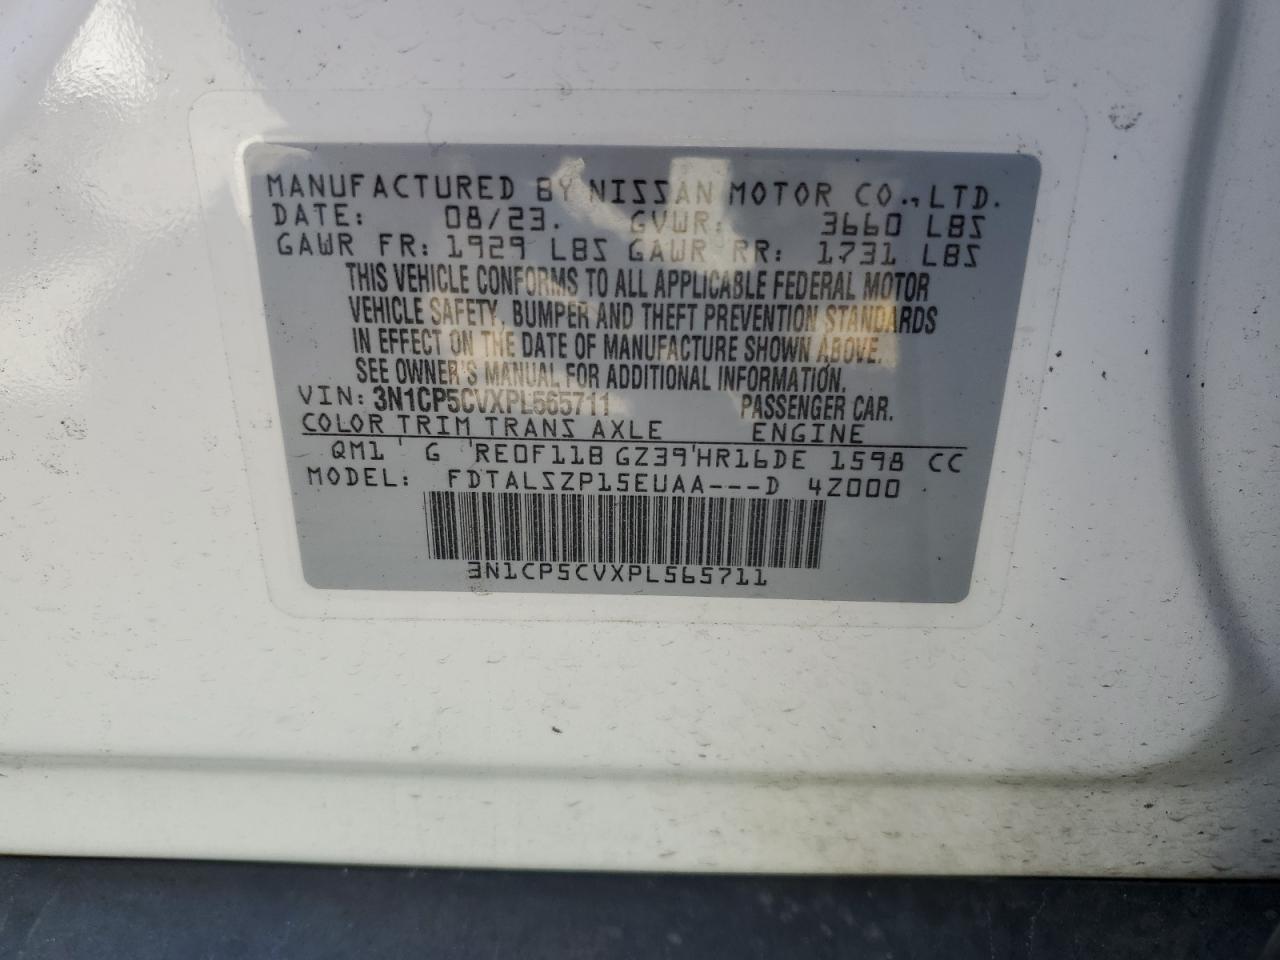 MANUFACTURED BY NISSAN MOTOR CO.,LTD.
DATE: 08/23. GVWR: 3660 LBS
GAWR FR: 1929 LBS GAWR RR: 1731 LBS
THIS VEHICLE CONFORMS TO ALL APPLICABLE FEDERAL MOTOR
VEHICLE SAFETY, BUMPER AND THEFT PREVENTION STANDARDS
IN EFFECT ON THE DATE OF MANUFACTURE SHOWN ABOVE.
SEE OWNER'S MANUAL FOR ADDITIONAL INFORMATION.
VIN: 3N1CP5CVXPL565711 PASSENGER CAR.
COLOR TRIM TRANS AXLE ENGINE
QM1 ' G 'RE0F11B GZ39'HR16DE 1598 CC
MODEL: FDTALSZP15EUAA---D 4Z000
3N1CP5CVXPL565711